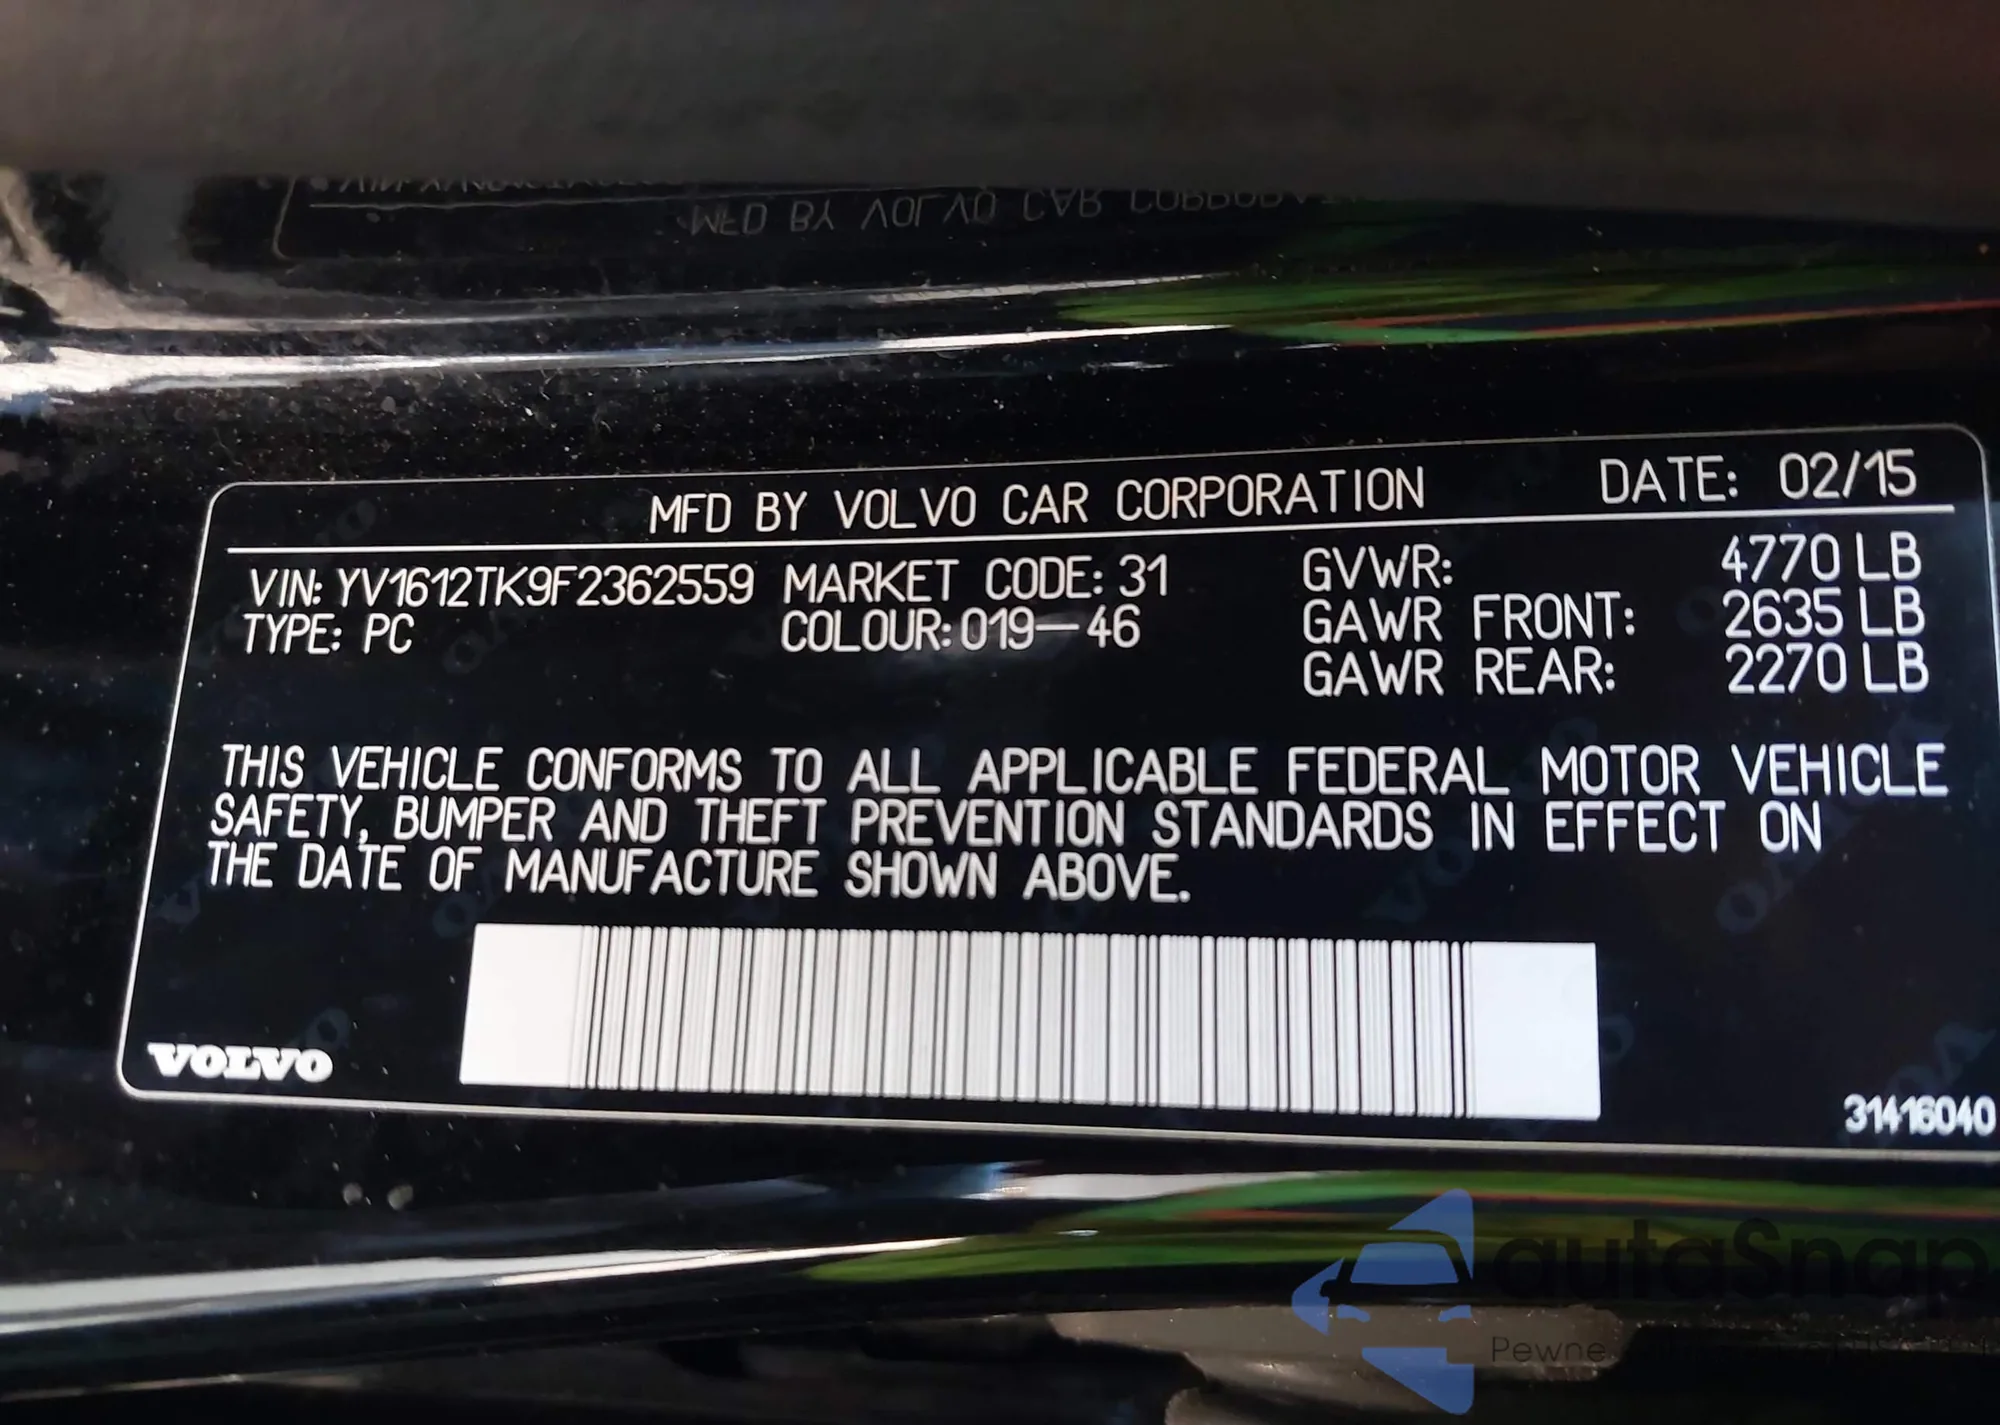 MFD BY VOLVO CAR CORPORATION DATE: 02/15
VIN: YV1612TK9F2362559 MARKET CODE: 31 GVWR: 4770 LB
TYPE: PC COLOUR: 019-46 GAWR FRONT: 2635 LB
GAWR REAR: 2270 LB
THIS VEHICLE CONFORMS TO ALL APPLICABLE FEDERAL MOTOR VEHICLE
SAFETY, BUMPER AND THEFT PREVENTION STANDARDS IN EFFECT ON
THE DATE OF MANUFACTURE SHOWN ABOVE.
VOLVO
31416040
autaSnap
Pewne